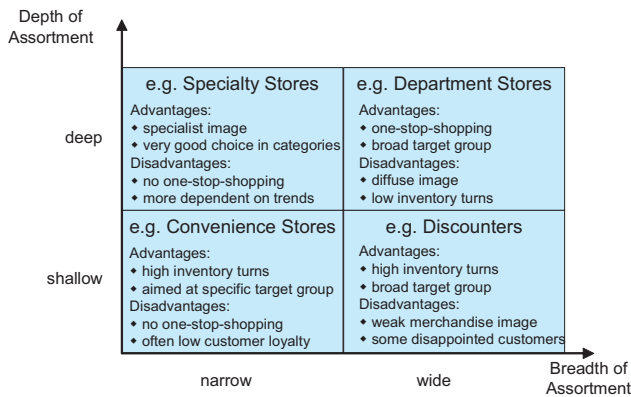 Depth of
Assortment
deep
e.g. Specialty Stores
Advantages:
◆ specialist image
◆ very good choice in categories
Disadvantages:
◆ no one-stop-shopping
◆ more dependent on trends
e.g. Department Stores
Advantages:
◆ one-stop-shopping
◆ broad target group
Disadvantages:
◆ diffuse image
◆ low inventory turns
shallow
e.g. Convenience Stores
Advantages:
◆ high inventory turns
◆ aimed at specific target group
Disadvantages:
◆ no one-stop-shopping
◆ often low customer loyalty
e.g. Discounters
Advantages:
◆ high inventory turns
◆ broad target group
Disadvantages:
◆ weak merchandise image
◆ some disappointed customers
narrow
wide
Breadth of
Assortment